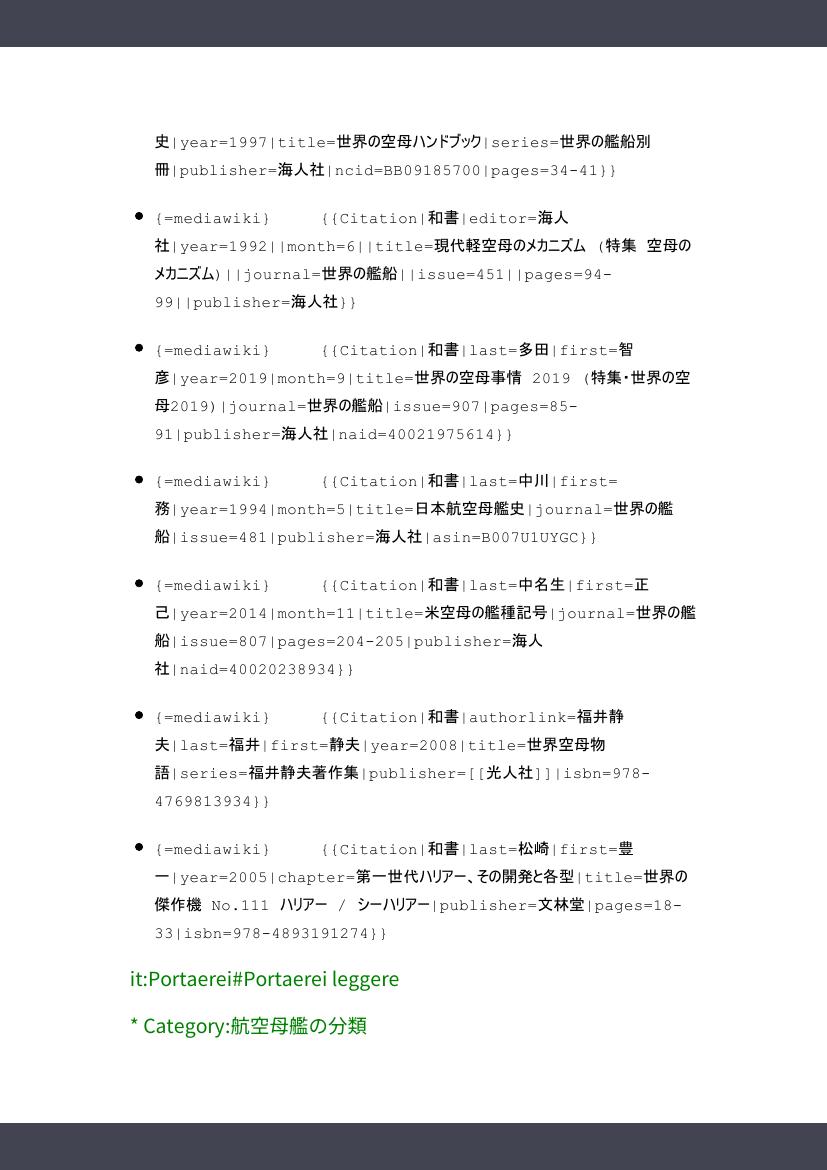 史|year=1997|title=世界の空母ハンドブック|series=世界の艦船別
冊|publisher=海人社|ncid=BB09185700|pages=34-41}}
● {=mediawiki} {{Citation|和書|editor=海人
社|year=1992||month=6||title=現代軽空母のメカニズム (特集 空母の
メカニズム)||journal=世界の艦船||issue=451||pages=94-
99||publisher=海人社}}
● {=mediawiki} {{Citation|和書|last=多田|first=智
彦|year=2019|month=9|title=世界の空母事情 2019 (特集・世界の空
母2019)|journal=世界の艦船|issue=907|pages=85-
91|publisher=海人社|naid=40021975614}}
● {=mediawiki} {{Citation|和書|last=中川|first=
務|year=1994|month=5|title=日本航空母艦史|journal=世界の艦
船|issue=481|publisher=海人社|asin=B007U1UYGC}}
● {=mediawiki} {{Citation|和書|last=中名生|first=正
己|year=2014|month=11|title=米空母の艦種記号|journal=世界の艦
船|issue=807|pages=204-205|publisher=海人
社|naid=40020238934}}
● {=mediawiki} {{Citation|和書|authorlink=福井静
夫|last=福井|first=静夫|year=2008|title=世界空母物
語|series=福井静夫著作集|publisher=[[光人社]]|isbn=978-
4769813934}}
● {=mediawiki} {{Citation|和書|last=松崎|first=豊
一|year=2005|chapter=第一世代ハリアー、その開発と各型|title=世界の
傑作機 No.111 ハリアー / シーハリアー|publisher=文林堂|pages=18-
33|isbn=978-4893191274}}
it:Portaerei#Portaerei leggere
* Category:航空母艦の分類